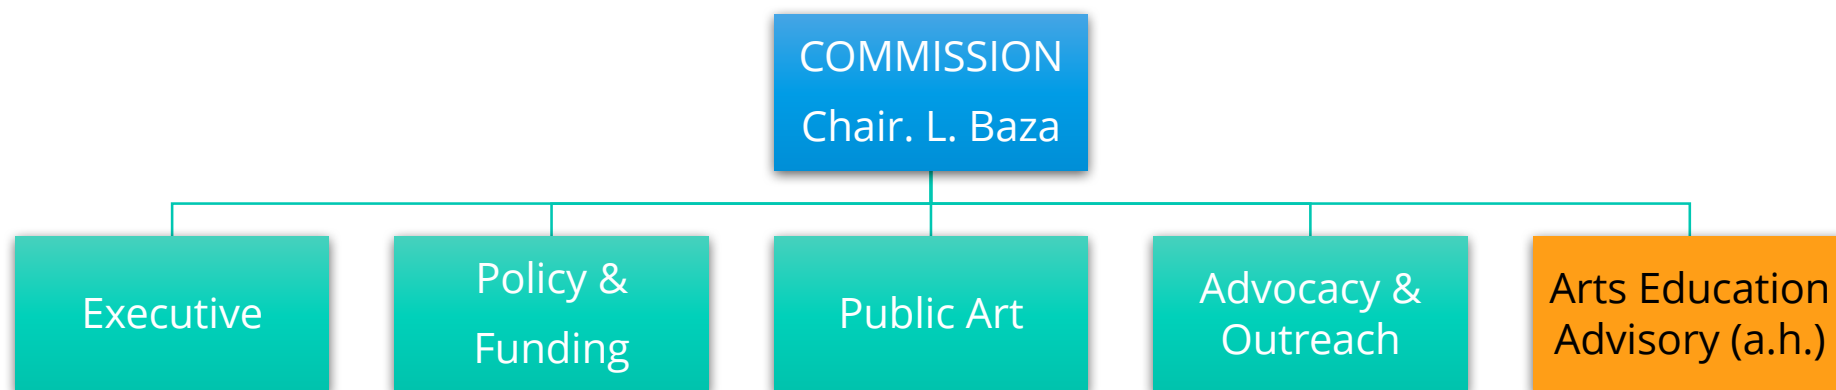 COMMISSION
Chair. L. Baza
Executive
Policy &
Funding
Public Art
Advocacy &
Outreach
Arts Education
Advisory (a.h.)